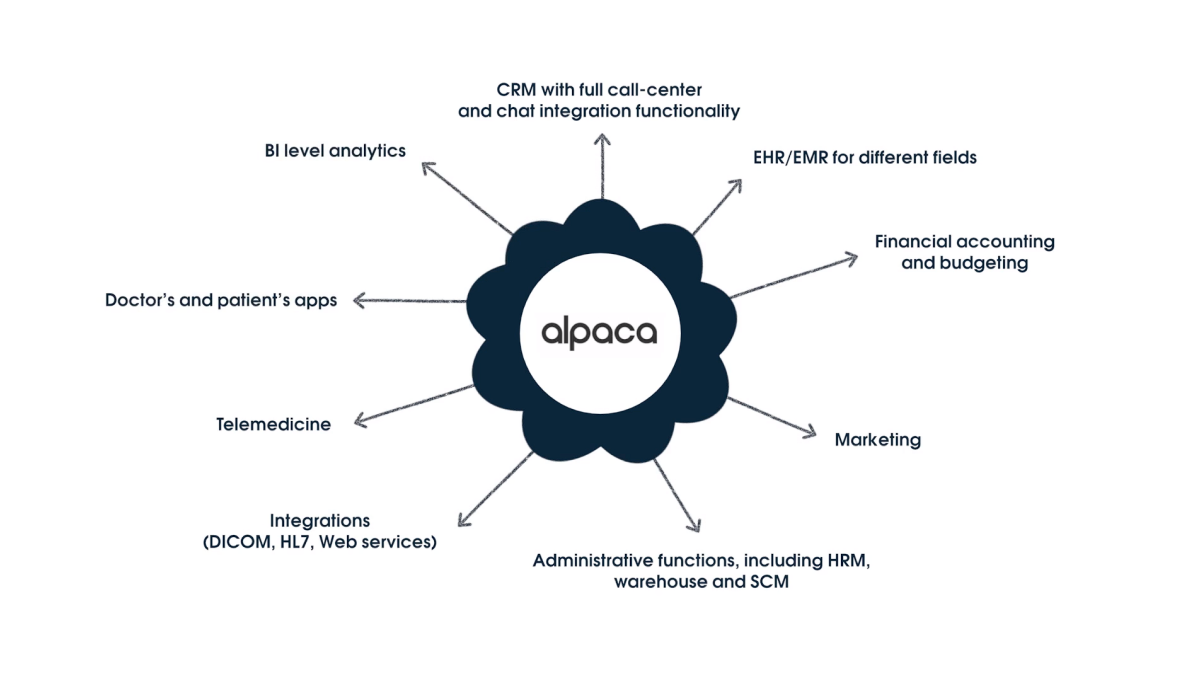 CRM with full call-center
and chat integration functionality
BI level analytics
EHR/EMR for different fields
Financial accounting
and budgeting
Doctor's and patient's apps
alpaca
Telemedicine
Marketing
Integrations
(DICOM, HL7, Web services)
Administrative functions, including HRM,
warehouse and SCM